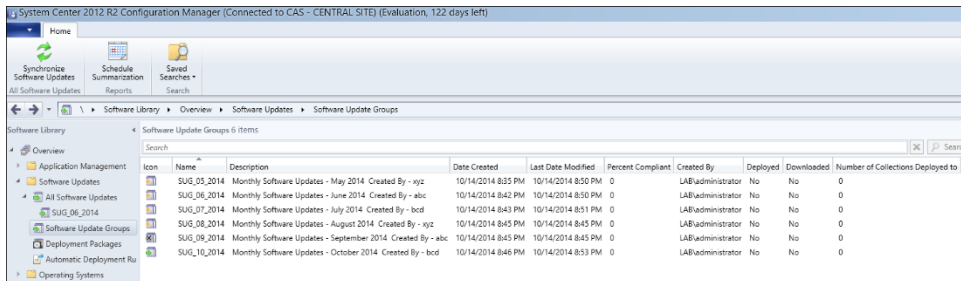 System Center 2012 R2 Configuration Manager (Connected to CAS - CENTRAL SITE) (Evaluation, 122 days left)
Home
Synchronize Software Updates
Schedule Summarization
Saved Searches
All Software Updates Reports Search
\ Software Library Overview Software Updates Software Update Groups
Software Library Software Update Groups 6 items
Overview Search
Application Management Icon Name Description Date Created Last Date Modified Percent Compliant Created By Deployed Downloaded Number of Collections Deployed to
Software Updates SUG_05_2014 Monthly Software Updates - May 2014 Created By - xyz 10/14/2014 8:35 PM 10/14/2014 8:50 PM 0 LAB\administrator No No 0
All Software Updates SUG_06_2014 Monthly Software Updates - June 2014 Created By - abc 10/14/2014 8:42 PM 10/14/2014 8:50 PM 0 LAB\administrator No No 0
SUG_06_2014 SUG_07_2014 Monthly Software Updates - July 2014 Created By - bcd 10/14/2014 8:43 PM 10/14/2014 8:51 PM 0 LAB\administrator No No 0
Software Update Groups SUG_08_2014 Monthly Software Updates - August 2014 Created By - xyz 10/14/2014 8:45 PM 10/14/2014 8:45 PM 0 LAB\administrator No No 0
Deployment Packages SUG_09_2014 Monthly Software Updates - September 2014 Created By - abc 10/14/2014 8:45 PM 10/14/2014 8:45 PM 0 LAB\administrator No No 0
Automatic Deployment Ru SUG_10_2014 Monthly Software Updates - October 2014 Created By - bcd 10/14/2014 8:46 PM 10/14/2014 8:53 PM 0 LAB\administrator No No 0
Operating Systems